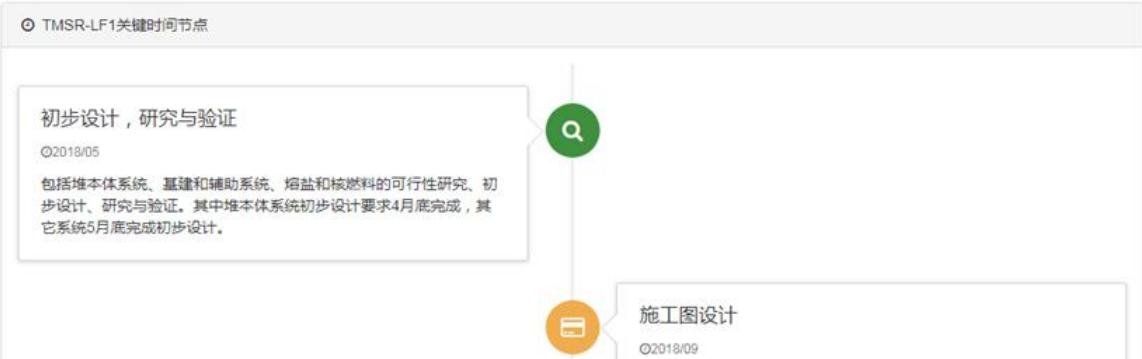 TMSR-LF1关键时间节点
初步设计，研究与验证
2018/05
包括堆本体系统、基建和辅助系统、熔盐和核燃料的可行性研究、初
步设计、研究与验证。其中堆本体系统初步设计要求4月底完成，其
它系统5月底完成初步设计。
施工图设计
2018/09